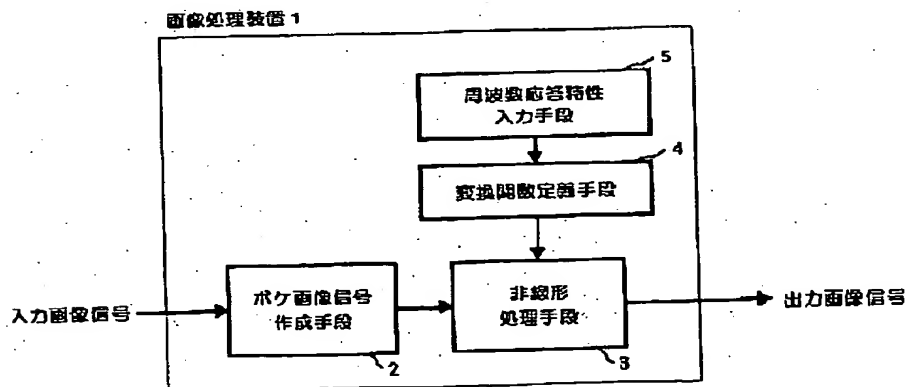 画像処理装置 1
5
周波数応答特性
入力手段
4
変換関数定義手段
入力画像信号
ボケ画像信号
作成手段
2
非線形
処理手段
3
出力画像信号